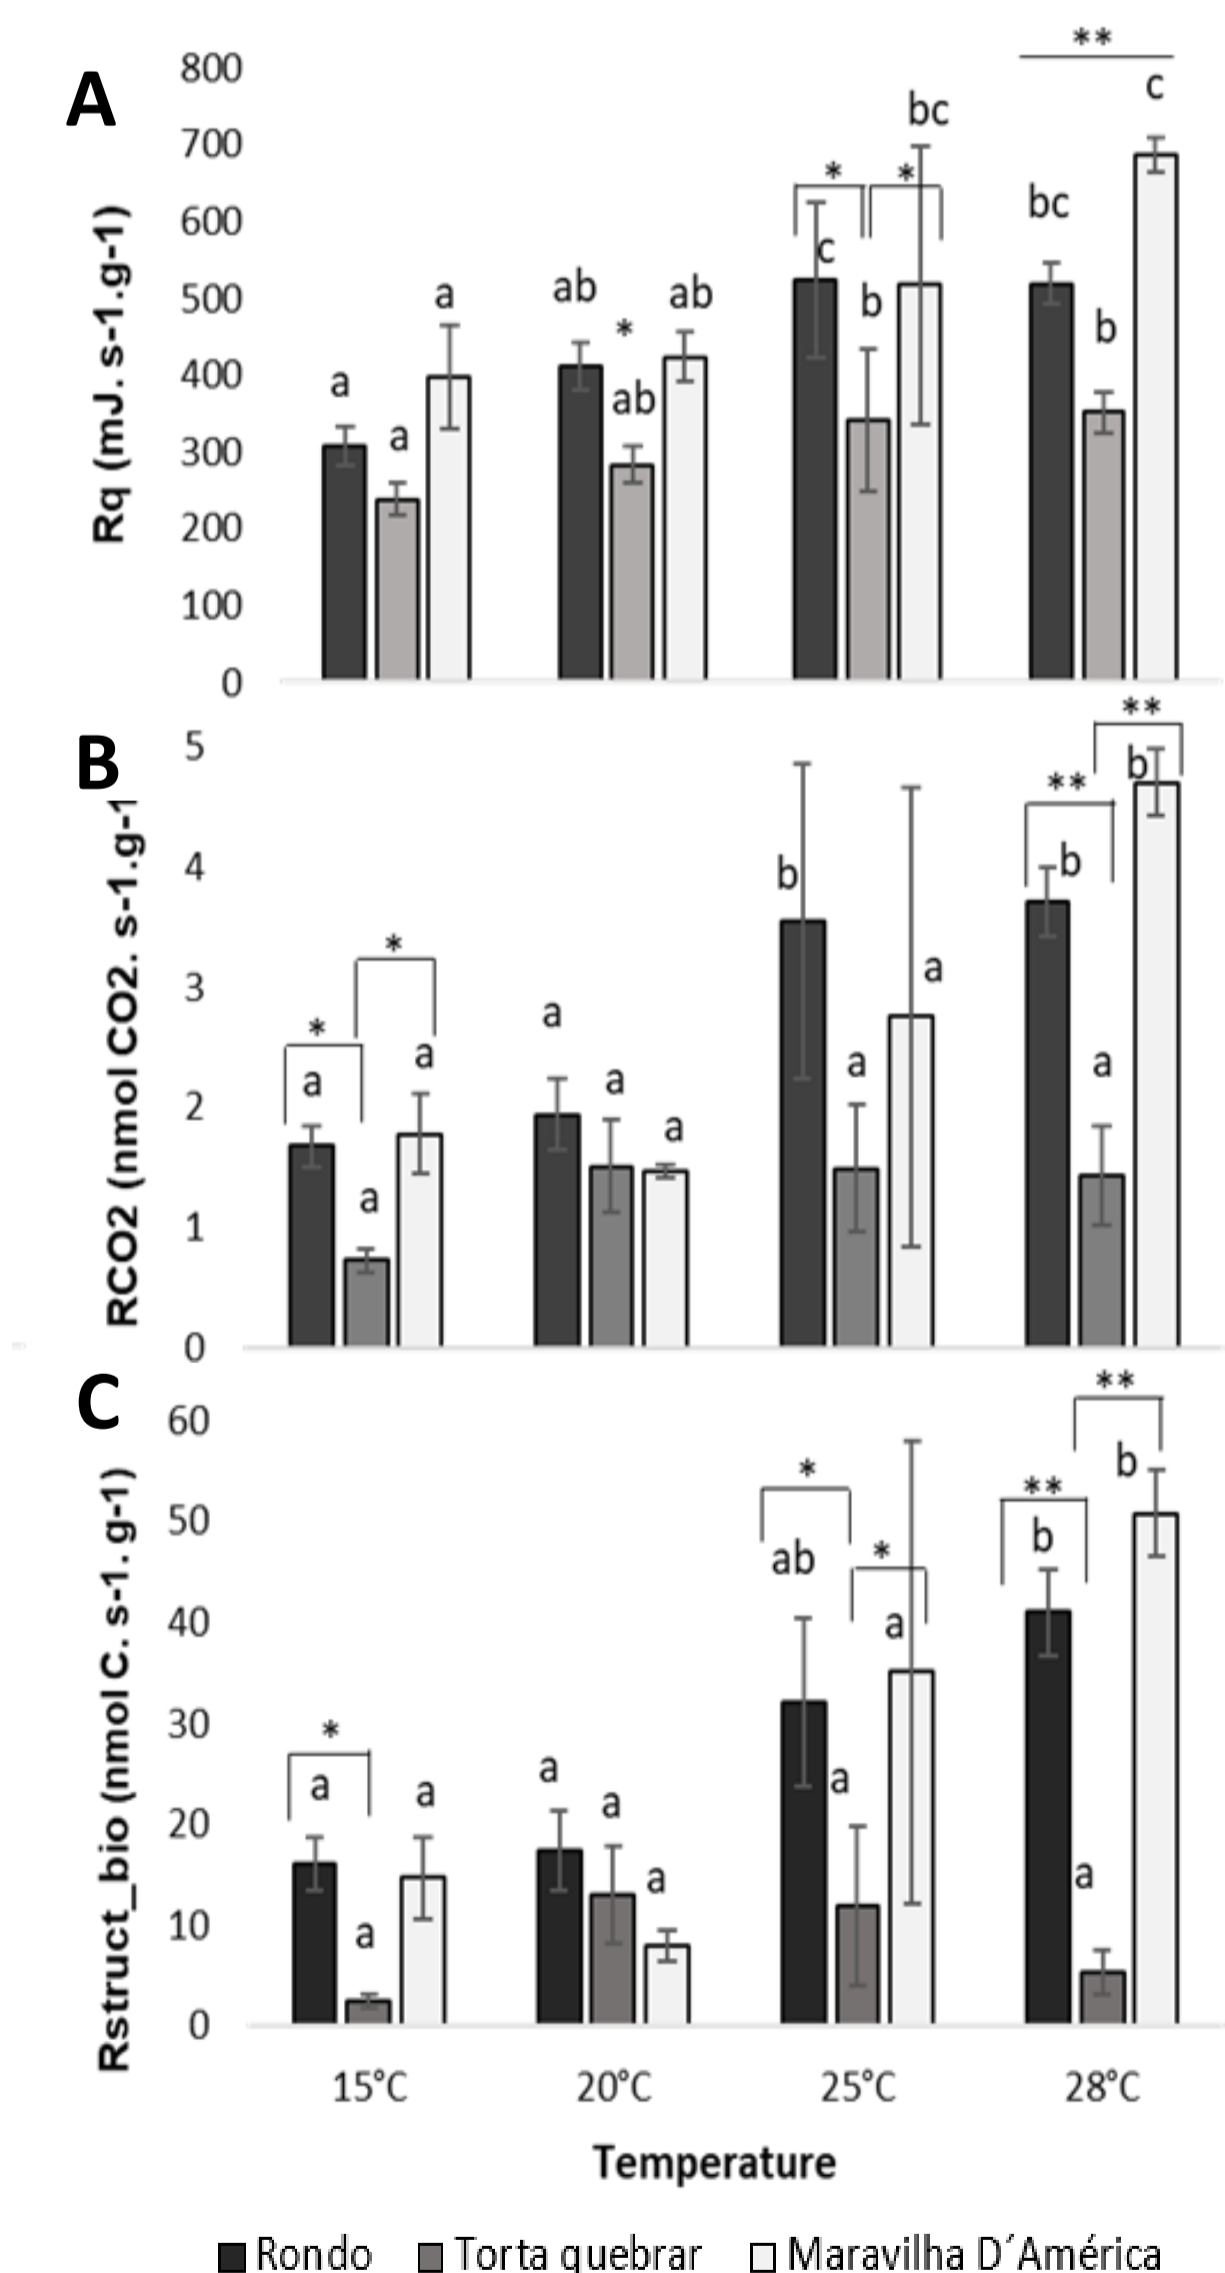 A
Rq (mJ. s-1.g-1)
800
700
600
500
400
300
200
100
0
a
a
a
ab
*
ab
ab
*
*
c
b
bc
**
bc
b
c
B
RCO2 (nmol CO2. s-1.g-1
5
4
3
2
1
0
*
*
a
a
a
a
a
a
b
a
a
**
**
b
a
b
C
Rstruct_bio (nmol C. s-1. g-1)
60
50
40
30
20
10
0
*
a
a
a
a
a
a
*
*
ab
a
a
**
**
b
a
b
15°C 20°C 25°C 28°C
Temperature
Rondo Torta quebrar Maravilha D´América